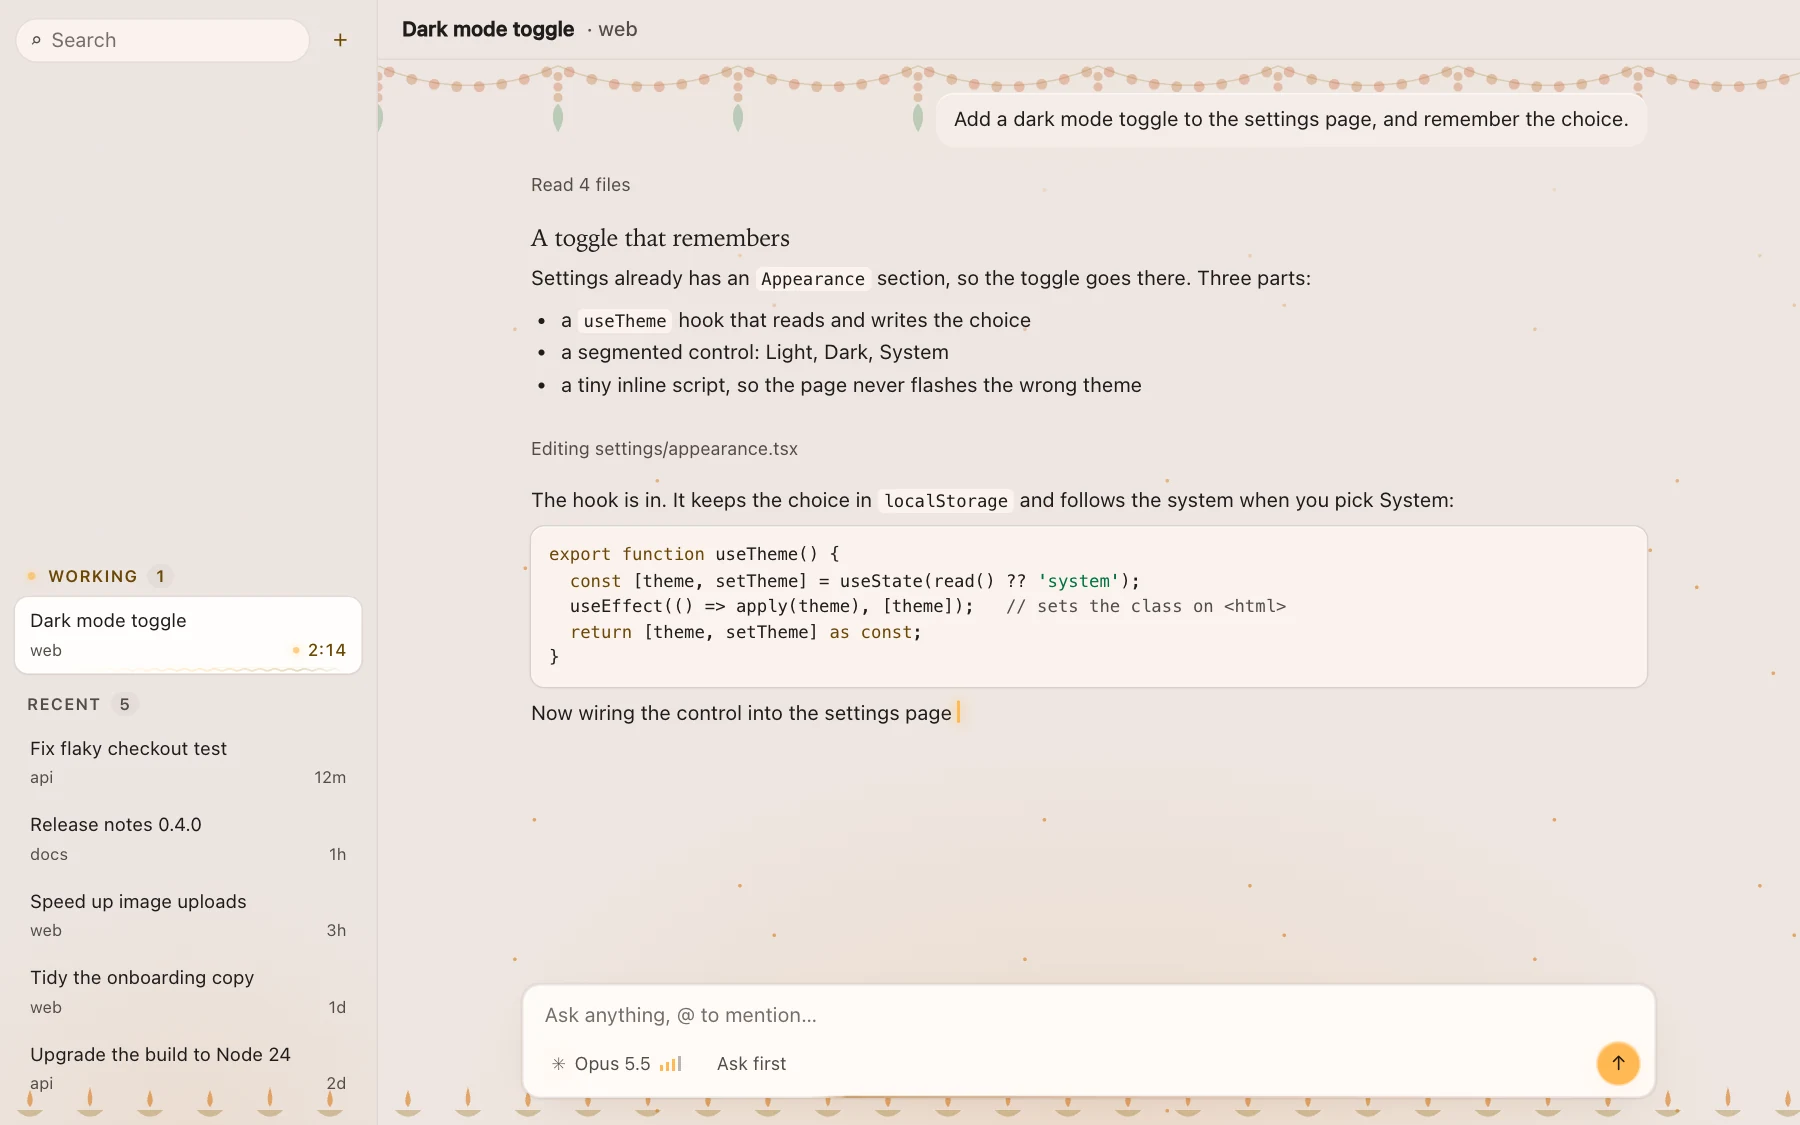 Search
+
WORKING 1
Dark mode toggle
web
2:14
RECENT 5
Fix flaky checkout test
api
12m
Release notes 0.4.0
docs
1h
Speed up image uploads
web
3h
Tidy the onboarding copy
web
1d
Upgrade the build to Node 24
api
2d
Dark mode toggle · web
Add a dark mode toggle to the settings page, and remember the choice.
Read 4 files
A toggle that remembers
Settings already has an Appearance section, so the toggle goes there. Three parts:
• a useTheme hook that reads and writes the choice
• a segmented control: Light, Dark, System
• a tiny inline script, so the page never flashes the wrong theme
Editing settings/appearance.tsx
The hook is in. It keeps the choice in localStorage and follows the system when you pick System:
export function useTheme() {
  const [theme, setTheme] = useState(read() ?? 'system');
  useEffect(() => apply(theme), [theme]);   // sets the class on <html>
  return [theme, setTheme] as const;
}
Now wiring the control into the settings page
Ask anything, @ to mention...
Opus 5.5
Ask first